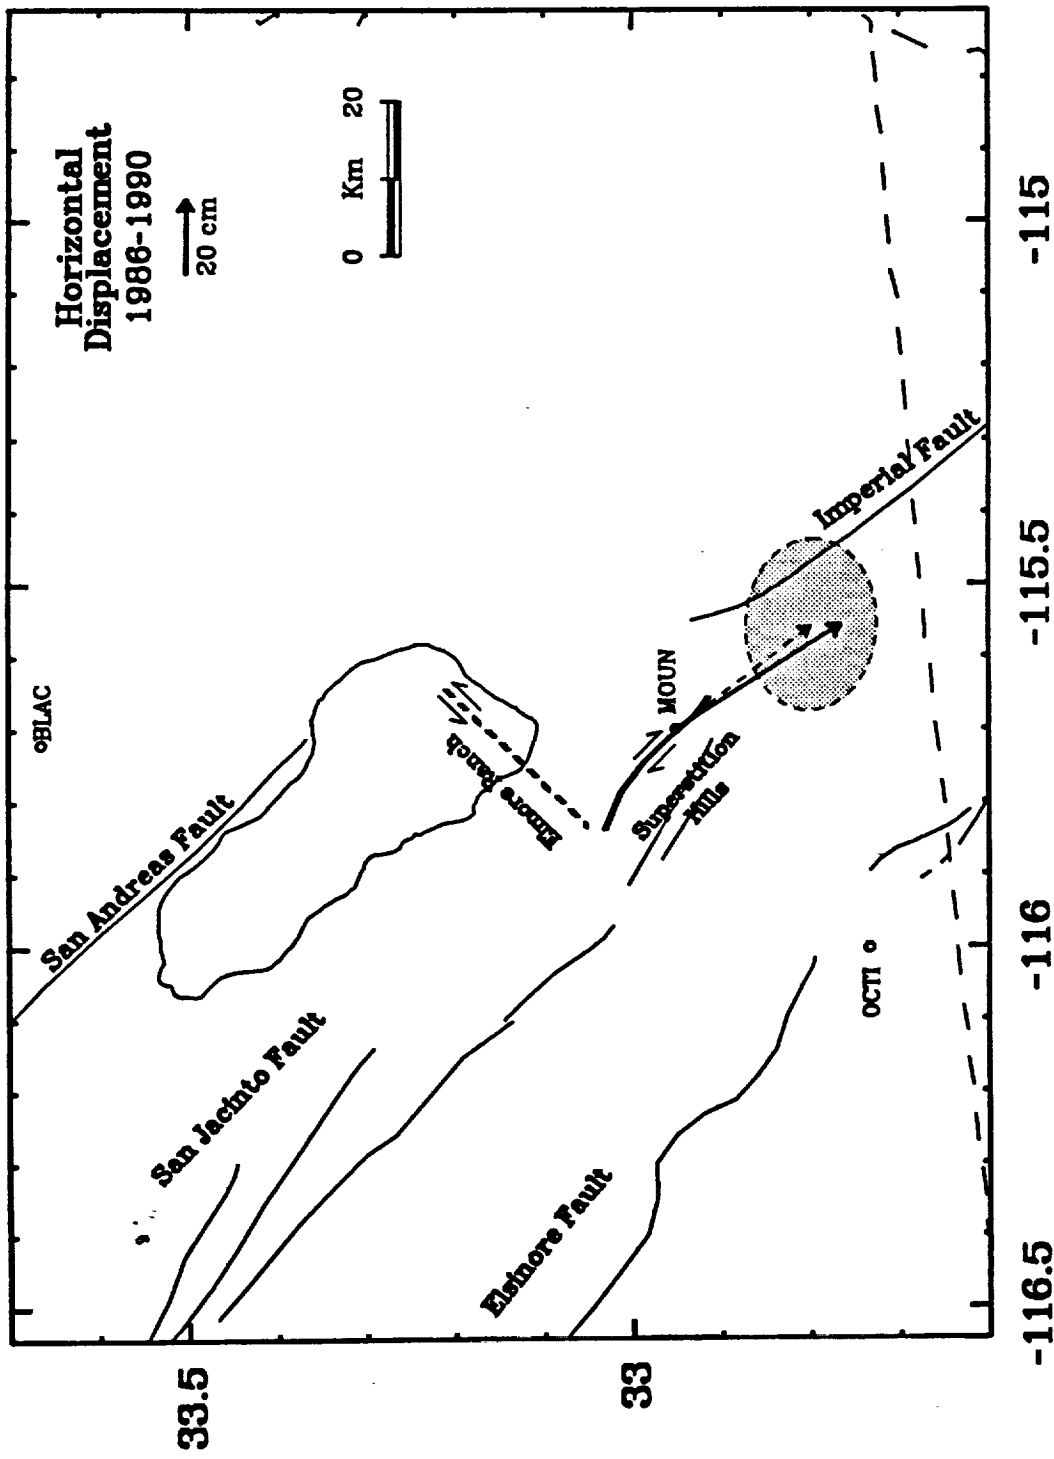 Horizontal
Displacement
1986-1990
20 cm
0 Km 20
BLAC
San Andreas Fault
San Jacinto Fault
Elsinore Fault
Elmore Ranch
MOUN
Superstition
Hills
Imperial Fault
OCTI
33.5
33
-116.5
-116
-115.5
-115